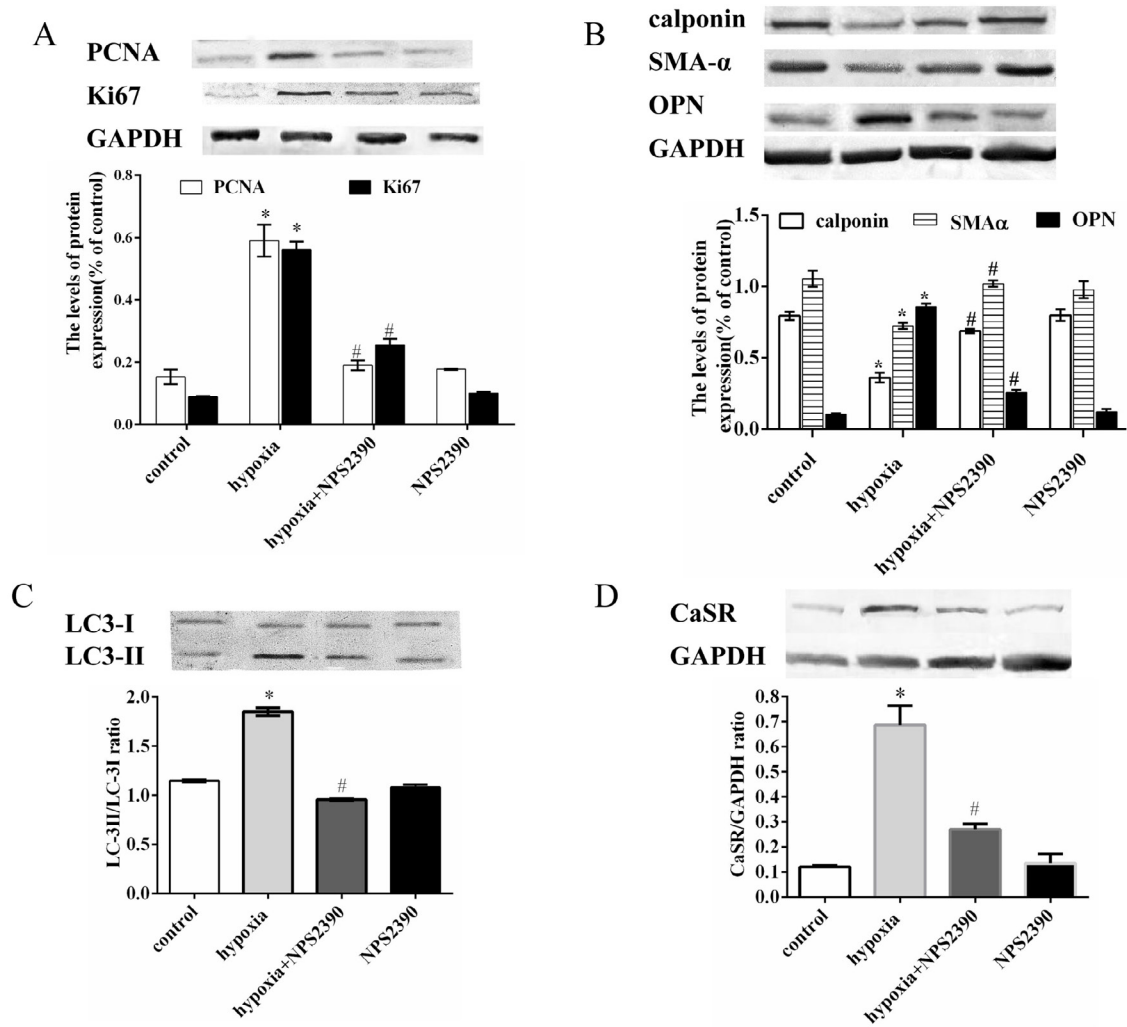 A
PCNA
Ki67
GAPDH
PCNA
Ki67
*
*
#
#
The levels of protein
expression(% of control)
0.8
0.6
0.4
0.2
0.0
control
hypoxia
hypoxia+NPS2390
NPS2390
B
calponin
SMA-α
OPN
GAPDH
calponin
SMAα
OPN
*
*
*
#
#
#
The levels of protein
expression(% of control)
1.5
1.0
0.5
0.0
control
hypoxia
hypoxia+NPS2390
NPS2390
C
LC3-I
LC3-II
*
#
LC-3II/LC-3I ratio
2.0
1.5
1.0
0.5
0.0
control
hypoxia
hypoxia+NPS2390
NPS2390
D
CaSR
GAPDH
*
#
CaSR/GAPDH ratio
0.8
0.7
0.6
0.5
0.4
0.3
0.2
0.1
0.0
control
hypoxia
hypoxia+NPS2390
NPS2390